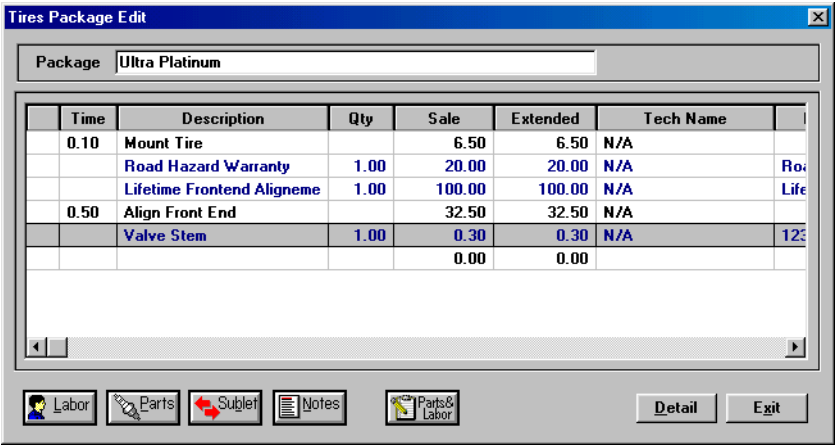 Tires Package Edit
Package Ultra Platinum
Time Description Qty Sale Extended Tech Name
0.10 Mount Tire 6.50 6.50 N/A
Road Hazard Warranty 1.00 20.00 20.00 N/A Roa
Lifetime Frontend Aligneme 1.00 100.00 100.00 N/A Life
0.50 Align Front End 32.50 32.50 N/A
Valve Stem 1.00 0.30 0.30 N/A 123
0.00 0.00
Labor Parts Sublet Notes Parts& Labor Detail Exit